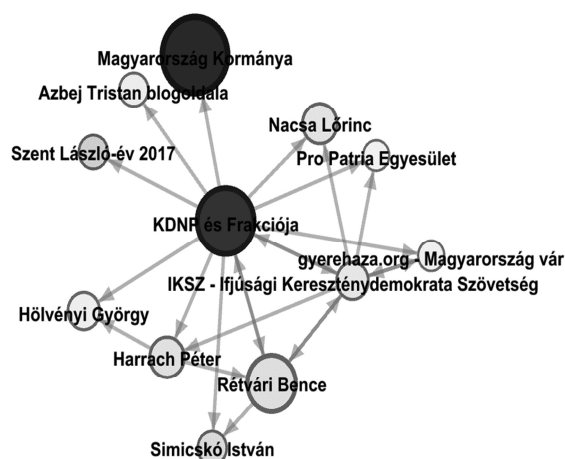 Magyarország Kormánya
Azbej Tristan blogoldala
Nacsa Lőrinc
Szent László-év 2017
Pro Patria Egyesület
KDNP és Frakciója
gyerehaza.org - Magyarország vár
IKSZ - Ifjúsági Kereszténydemokrata Szövetség
Hölvényi György
Harrach Péter
Rétvári Bence
Simicskó István